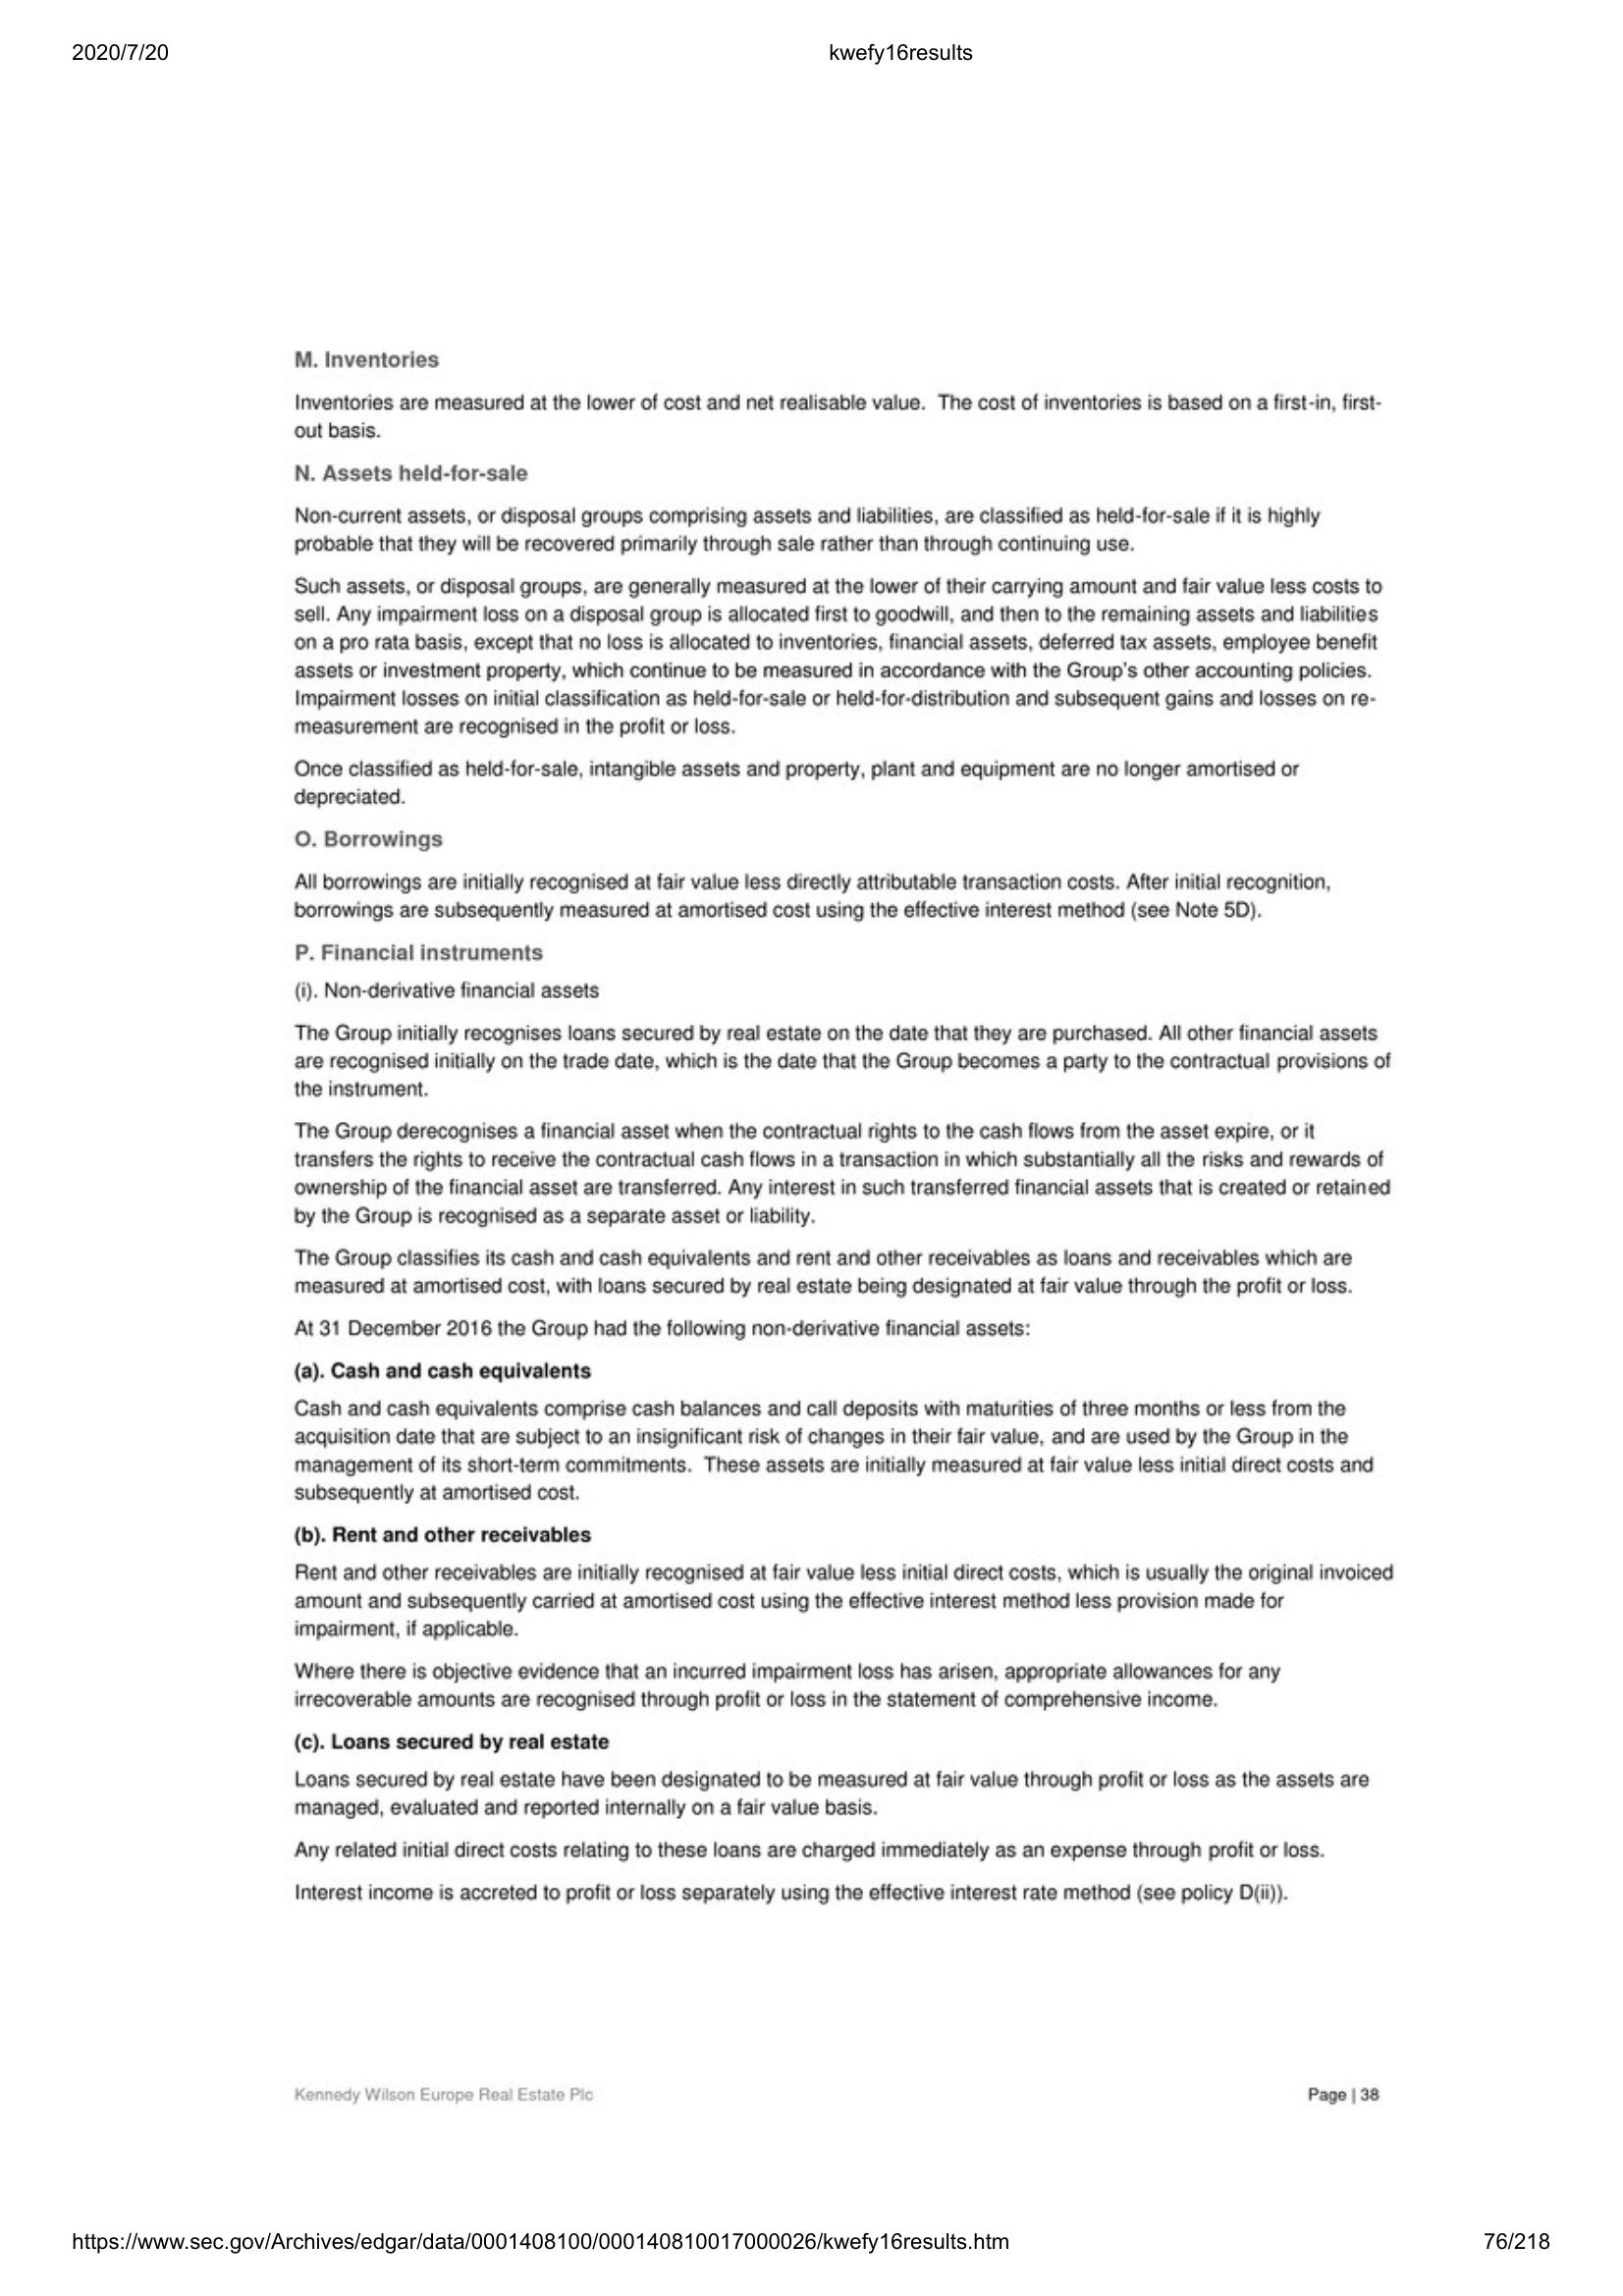 2020/7/20
kwefy16results
M. Inventories
Inventories are measured at the lower of cost and net realisable value.  The cost of inventories is based on a first-in, first-
out basis.
N. Assets held-for-sale
Non-current assets, or disposal groups comprising assets and liabilities, are classified as held-for-sale if it is highly
probable that they will be recovered primarily through sale rather than through continuing use.
Such assets, or disposal groups, are generally measured at the lower of their carrying amount and fair value less costs to
sell. Any impairment loss on a disposal group is allocated first to goodwill, and then to the remaining assets and liabilities
on a pro rata basis, except that no loss is allocated to inventories, financial assets, deferred tax assets, employee benefit
assets or investment property, which continue to be measured in accordance with the Group's other accounting policies.
Impairment losses on initial classification as held-for-sale or held-for-distribution and subsequent gains and losses on re-
measurement are recognised in the profit or loss.
Once classified as held-for-sale, intangible assets and property, plant and equipment are no longer amortised or
depreciated.
O. Borrowings
All borrowings are initially recognised at fair value less directly attributable transaction costs. After initial recognition,
borrowings are subsequently measured at amortised cost using the effective interest method (see Note 5D).
P. Financial instruments
(i). Non-derivative financial assets
The Group initially recognises loans secured by real estate on the date that they are purchased. All other financial assets
are recognised initially on the trade date, which is the date that the Group becomes a party to the contractual provisions of
the instrument.
The Group derecognises a financial asset when the contractual rights to the cash flows from the asset expire, or it
transfers the rights to receive the contractual cash flows in a transaction in which substantially all the risks and rewards of
ownership of the financial asset are transferred. Any interest in such transferred financial assets that is created or retained
by the Group is recognised as a separate asset or liability.
The Group classifies its cash and cash equivalents and rent and other receivables as loans and receivables which are
measured at amortised cost, with loans secured by real estate being designated at fair value through the profit or loss.
At 31 December 2016 the Group had the following non-derivative financial assets:
(a). Cash and cash equivalents
Cash and cash equivalents comprise cash balances and call deposits with maturities of three months or less from the
acquisition date that are subject to an insignificant risk of changes in their fair value, and are used by the Group in the
management of its short-term commitments.  These assets are initially measured at fair value less initial direct costs and
subsequently at amortised cost.
(b). Rent and other receivables
Rent and other receivables are initially recognised at fair value less initial direct costs, which is usually the original invoiced
amount and subsequently carried at amortised cost using the effective interest method less provision made for
impairment, if applicable.
Where there is objective evidence that an incurred impairment loss has arisen, appropriate allowances for any
irrecoverable amounts are recognised through profit or loss in the statement of comprehensive income.
(c). Loans secured by real estate
Loans secured by real estate have been designated to be measured at fair value through profit or loss as the assets are
managed, evaluated and reported internally on a fair value basis.
Any related initial direct costs relating to these loans are charged immediately as an expense through profit or loss.
Interest income is accreted to profit or loss separately using the effective interest rate method (see policy D(ii)).
Kennedy Wilson Europe Real Estate Plc
Page | 38
https://www.sec.gov/Archives/edgar/data/0001408100/000140810017000026/kwefy16results.htm
76/218